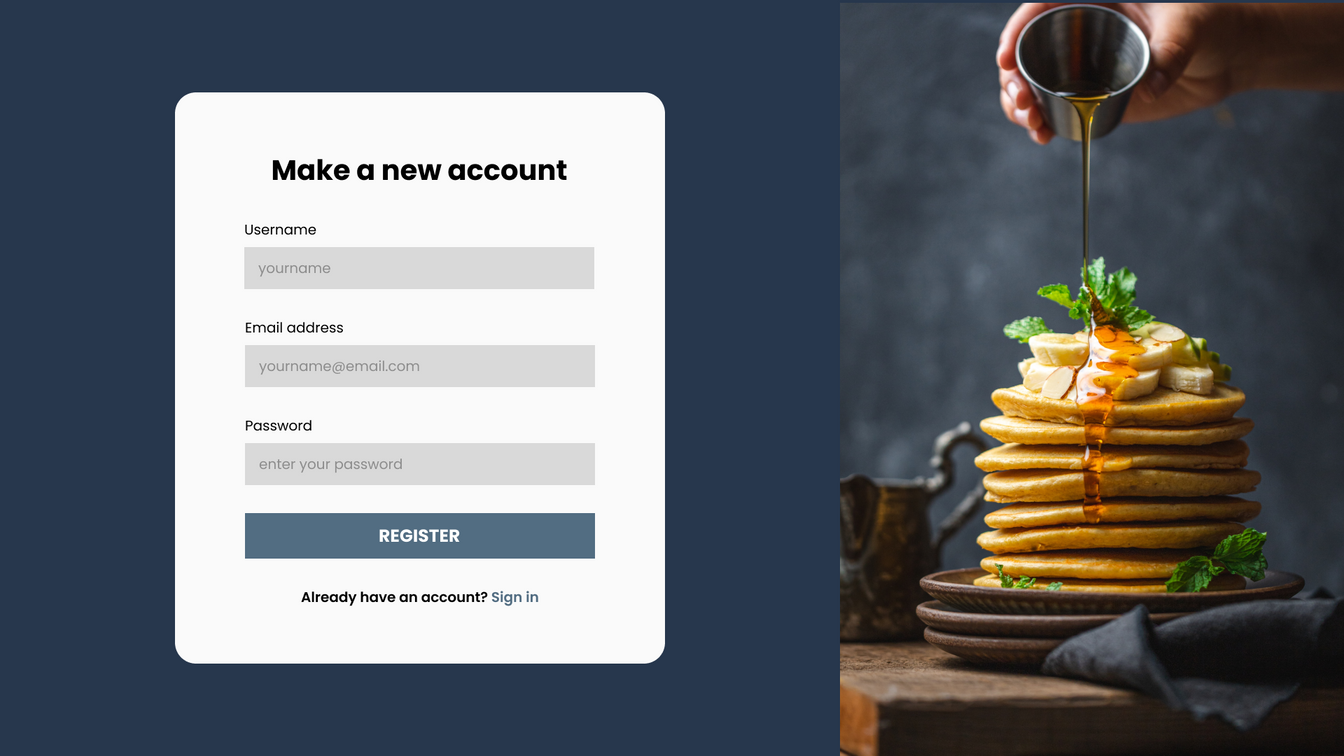 Make a new account
Username
yourname
Email address
yourname@email.com
Password
enter your password
REGISTER
Already have an account? Sign in